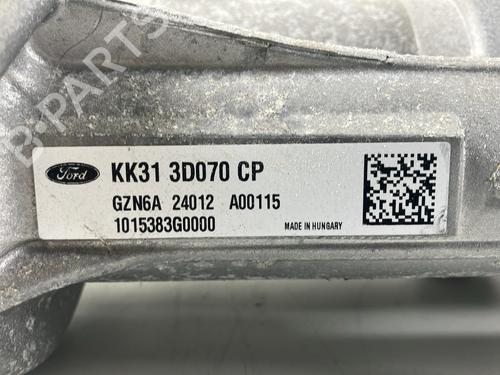 B-PARTS
Ford
KK31 3D070 CP
GZN6A 24012 A00115
1015383G0000
MADE IN HUNGARY